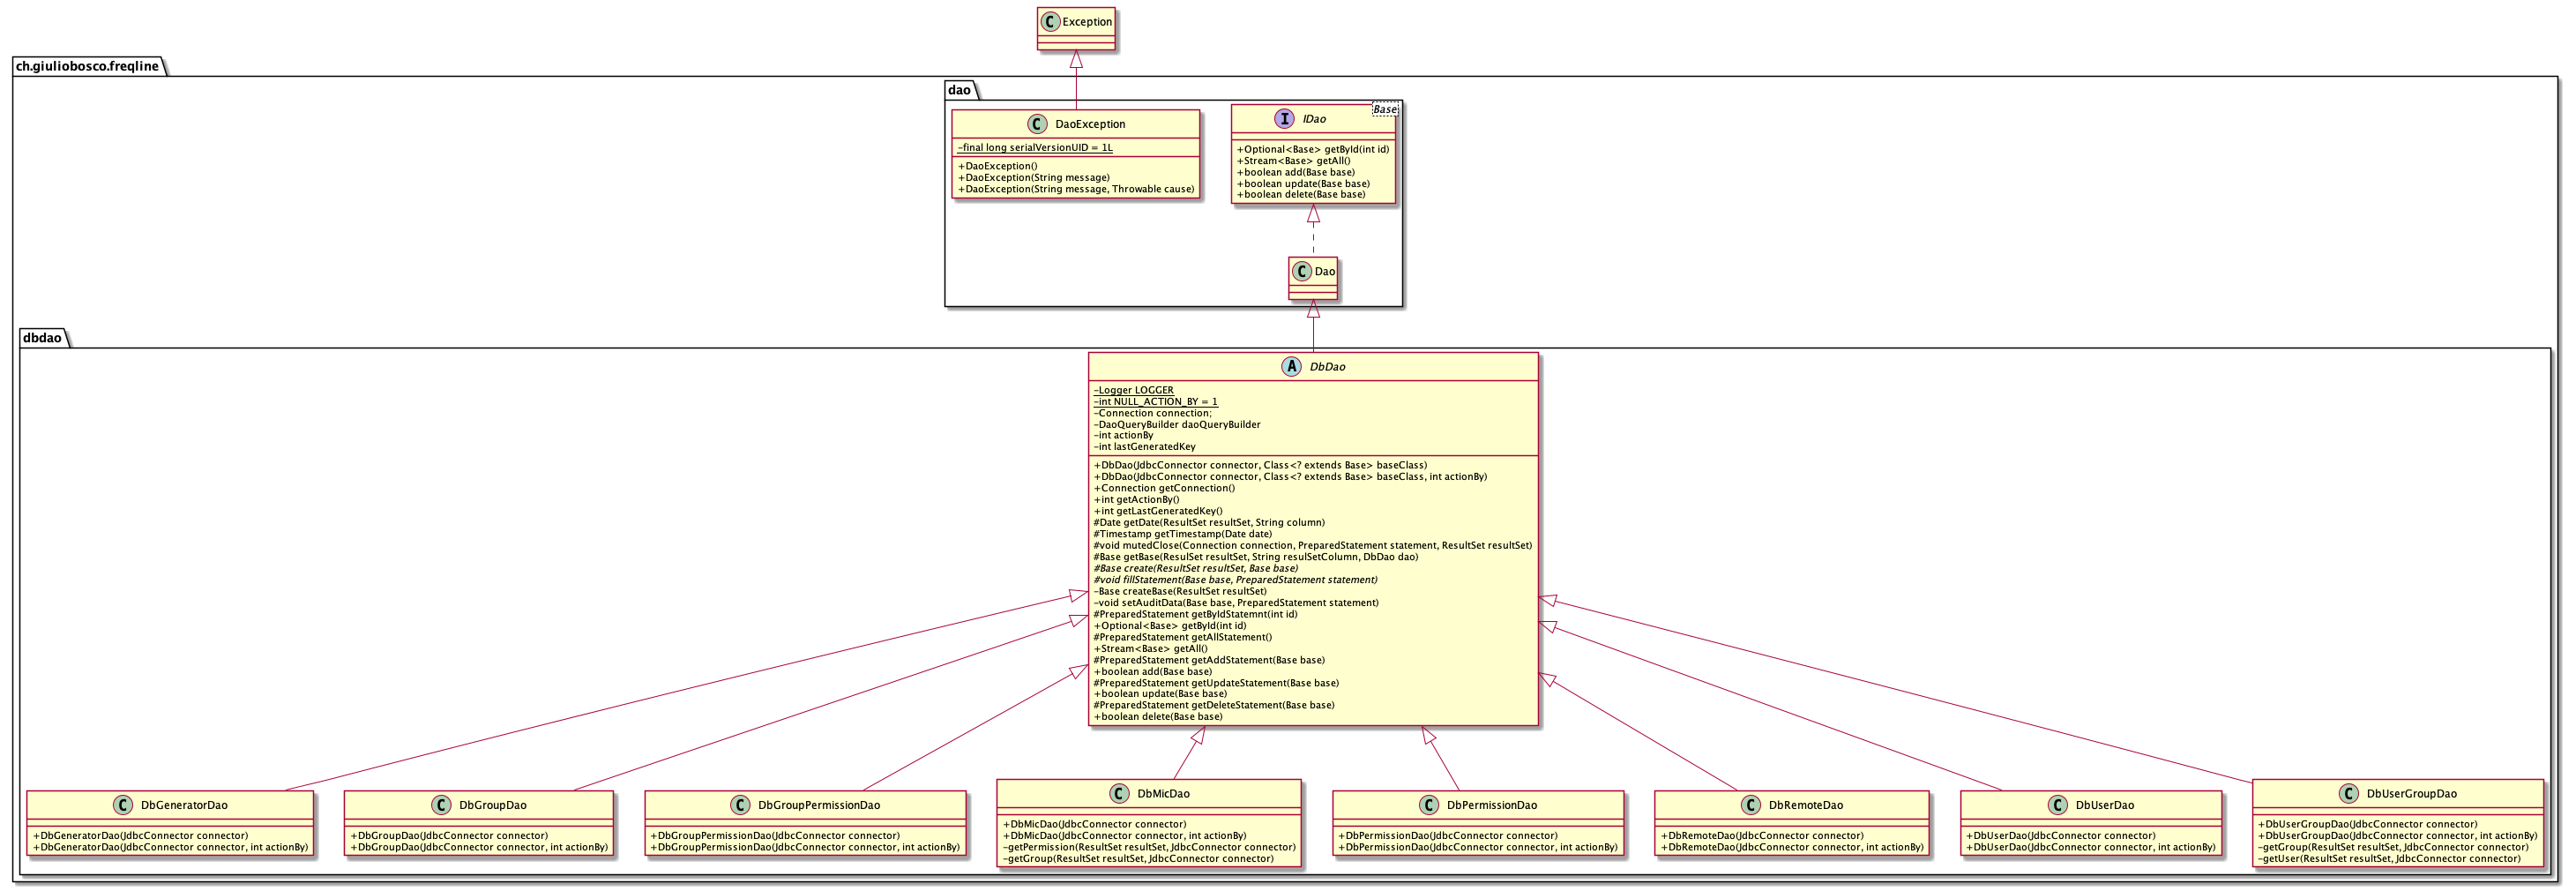 C Exception
ch.giuliobosco.freqline
dao
C DaoException
-final long serialVersionUID = 1L
+DaoException()
+DaoException(String message)
+DaoException(String message, Throwable cause)
Base
I IDao
+Optional<Base> getById(int id)
+Stream<Base> getAll()
+boolean add(Base base)
+boolean update(Base base)
+boolean delete(Base base)
C Dao
dbdao
A DbDao
-Logger LOGGER
-int NULL_ACTION_BY = 1
-Connection connection;
-DaoQueryBuilder daoQueryBuilder
-int actionBy
-int lastGeneratedKey
+DbDao(JdbcConnector connector, Class<? extends Base> baseClass)
+DbDao(JdbcConnector connector, Class<? extends Base> baseClass, int actionBy)
+Connection getConnection()
+int getActionBy()
+int getLastGeneratedKey()
#Date getDate(ResultSet resultSet, String column)
#Timestamp getTimestamp(Date date)
#void mutedClose(Connection connection, PreparedStatement statement, ResultSet resultSet)
#Base getBase(ResulSet resultSet, String resulSetColumn, DbDao dao)
#Base create(ResultSet resultSet, Base base)
#void fillStatement(Base base, PreparedStatement statement)
-Base createBase(ResultSet resultSet)
-void setAuditData(Base base, PreparedStatement statement)
#PreparedStatement getByIdStatemnt(int id)
+Optional<Base> getById(int id)
#PreparedStatement getAllStatement()
+Stream<Base> getAll()
#PreparedStatement getAddStatement(Base base)
+boolean add(Base base)
#PreparedStatement getUpdateStatement(Base base)
+boolean update(Base base)
#PreparedStatement getDeleteStatement(Base base)
+boolean delete(Base base)
C DbGeneratorDao
+DbGeneratorDao(JdbcConnector connector)
+DbGeneratorDao(JdbcConnector connector, int actionBy)
C DbGroupDao
+DbGroupDao(JdbcConnector connector)
+DbGroupDao(JdbcConnector connector, int actionBy)
C DbGroupPermissionDao
+DbGroupPermissionDao(JdbcConnector connector)
+DbGroupPermissionDao(JdbcConnector connector, int actionBy)
C DbMicDao
+DbMicDao(JdbcConnector connector)
+DbMicDao(JdbcConnector connector, int actionBy)
-getPermission(ResultSet resultSet, JdbcConnector connector)
-getGroup(ResultSet resultSet, JdbcConnector connector)
C DbPermissionDao
+DbPermissionDao(JdbcConnector connector)
+DbPermissionDao(JdbcConnector connector, int actionBy)
C DbRemoteDao
+DbRemoteDao(JdbcConnector connector)
+DbRemoteDao(JdbcConnector connector, int actionBy)
C DbUserDao
+DbUserDao(JdbcConnector connector)
+DbUserDao(JdbcConnector connector, int actionBy)
C DbUserGroupDao
+DbUserGroupDao(JdbcConnector connector)
+DbUserGroupDao(JdbcConnector connector, int actionBy)
-getGroup(ResultSet resultSet, JdbcConnector connector)
-getUser(ResultSet resultSet, JdbcConnector connector)